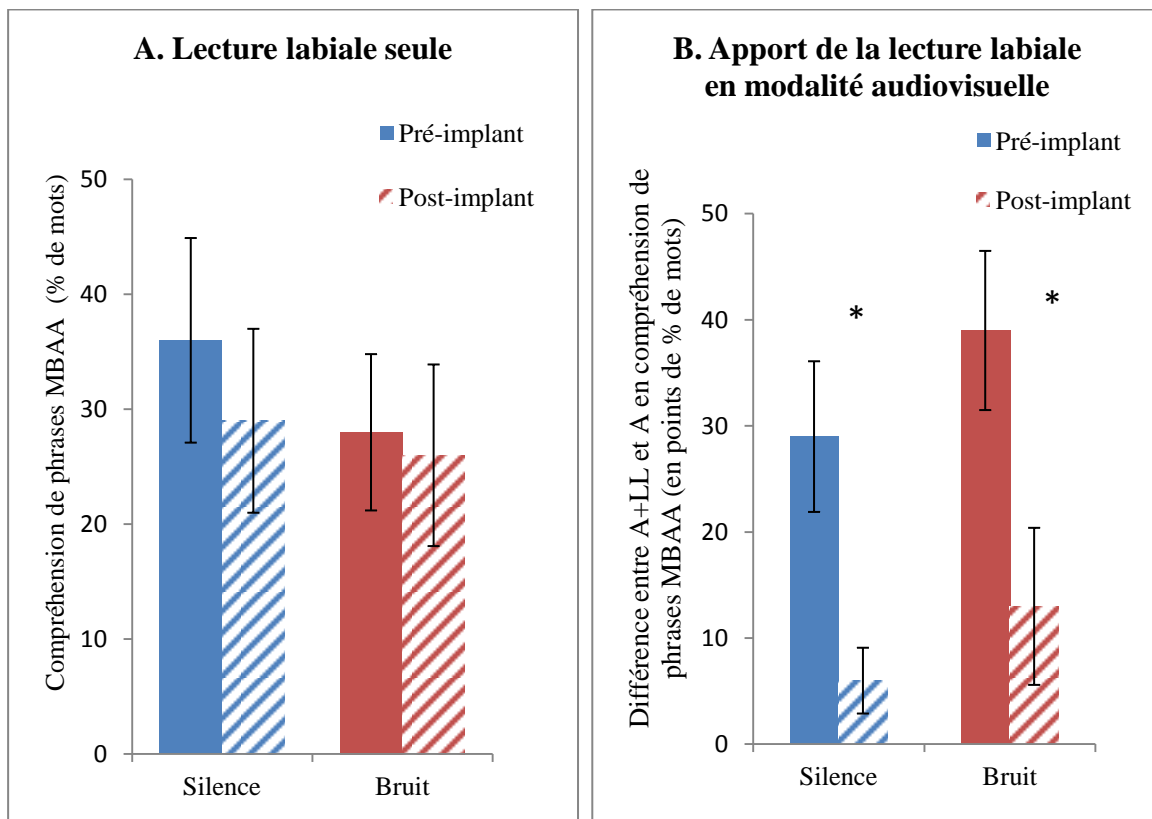 A. Lecture labiale seule
Pré-implant
Post-implant
Compréhension de phrases MBAA (% de mots)
50
40
30
20
10
0
Silence
Bruit
B. Apport de la lecture labiale
en modalité audiovisuelle
Pré-implant
Post-implant
Différence entre A+LL et A en compréhension de
phrases MBAA (en points de % de mots)
50
40
30
20
10
0
*
*
Silence
Bruit